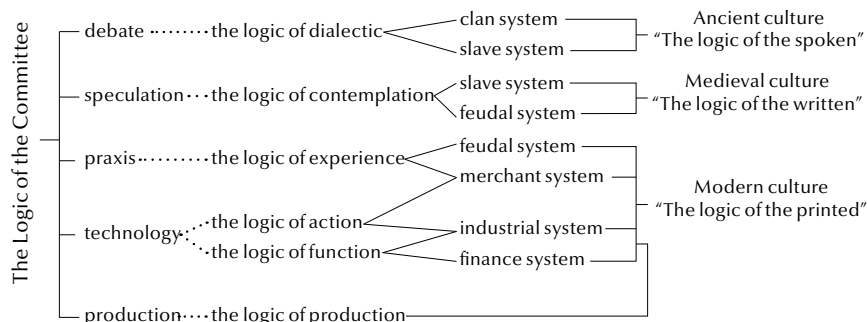 The Logic of the Committee
debate
the logic of dialectic
clan system
slave system
Ancient culture
“The logic of the spoken”
speculation
the logic of contemplation
slave system
feudal system
Medieval culture
“The logic of the written”
praxis
the logic of experience
feudal system
merchant system
technology
the logic of action
the logic of function
industrial system
finance system
Modern culture
“The logic of the printed”
production
the logic of production